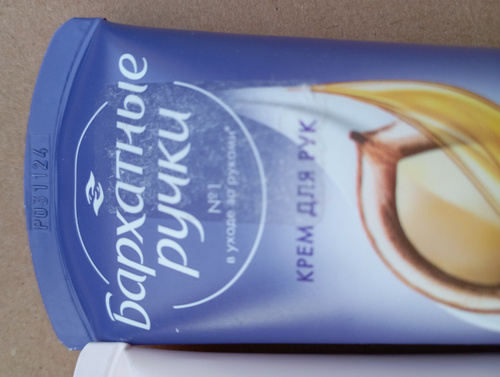 P031124
бархатные
ручки
№1
в уходе за руками*
КРЕМ ДЛЯ РУК